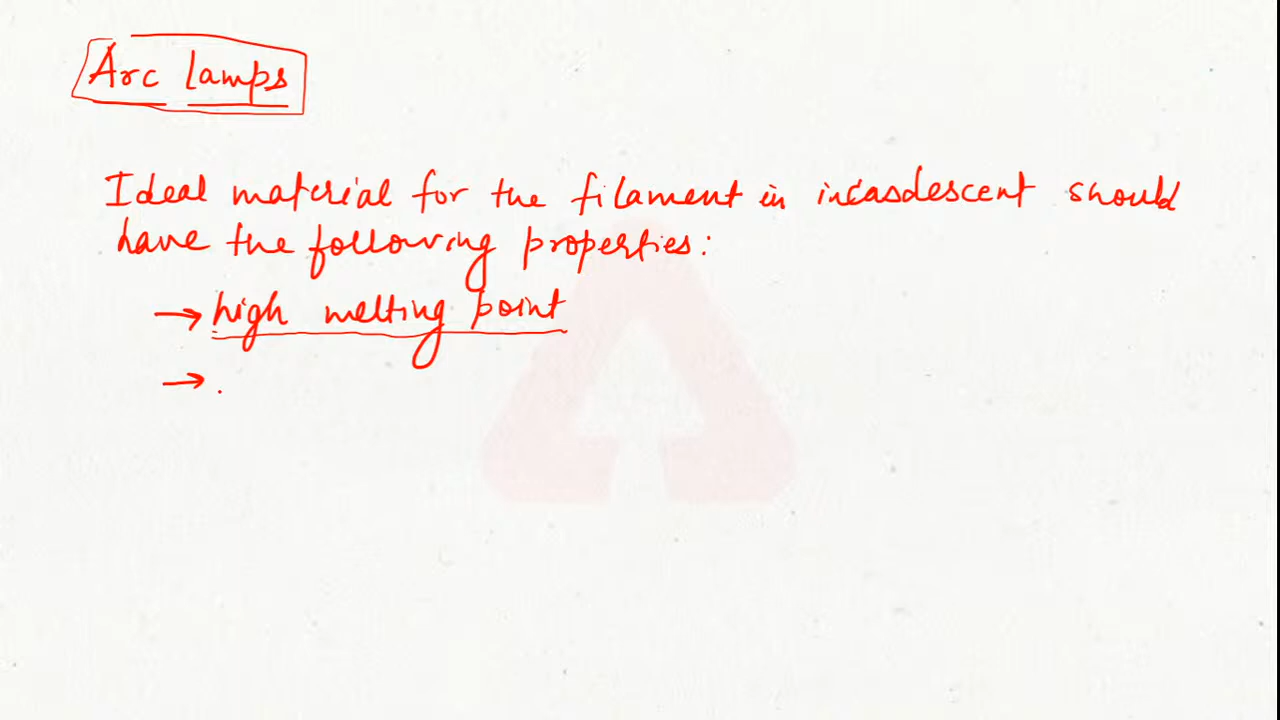 Arc lamps
Ideal material for the filament in incasdescent should
have the following properties:
→ high melting point
→ .